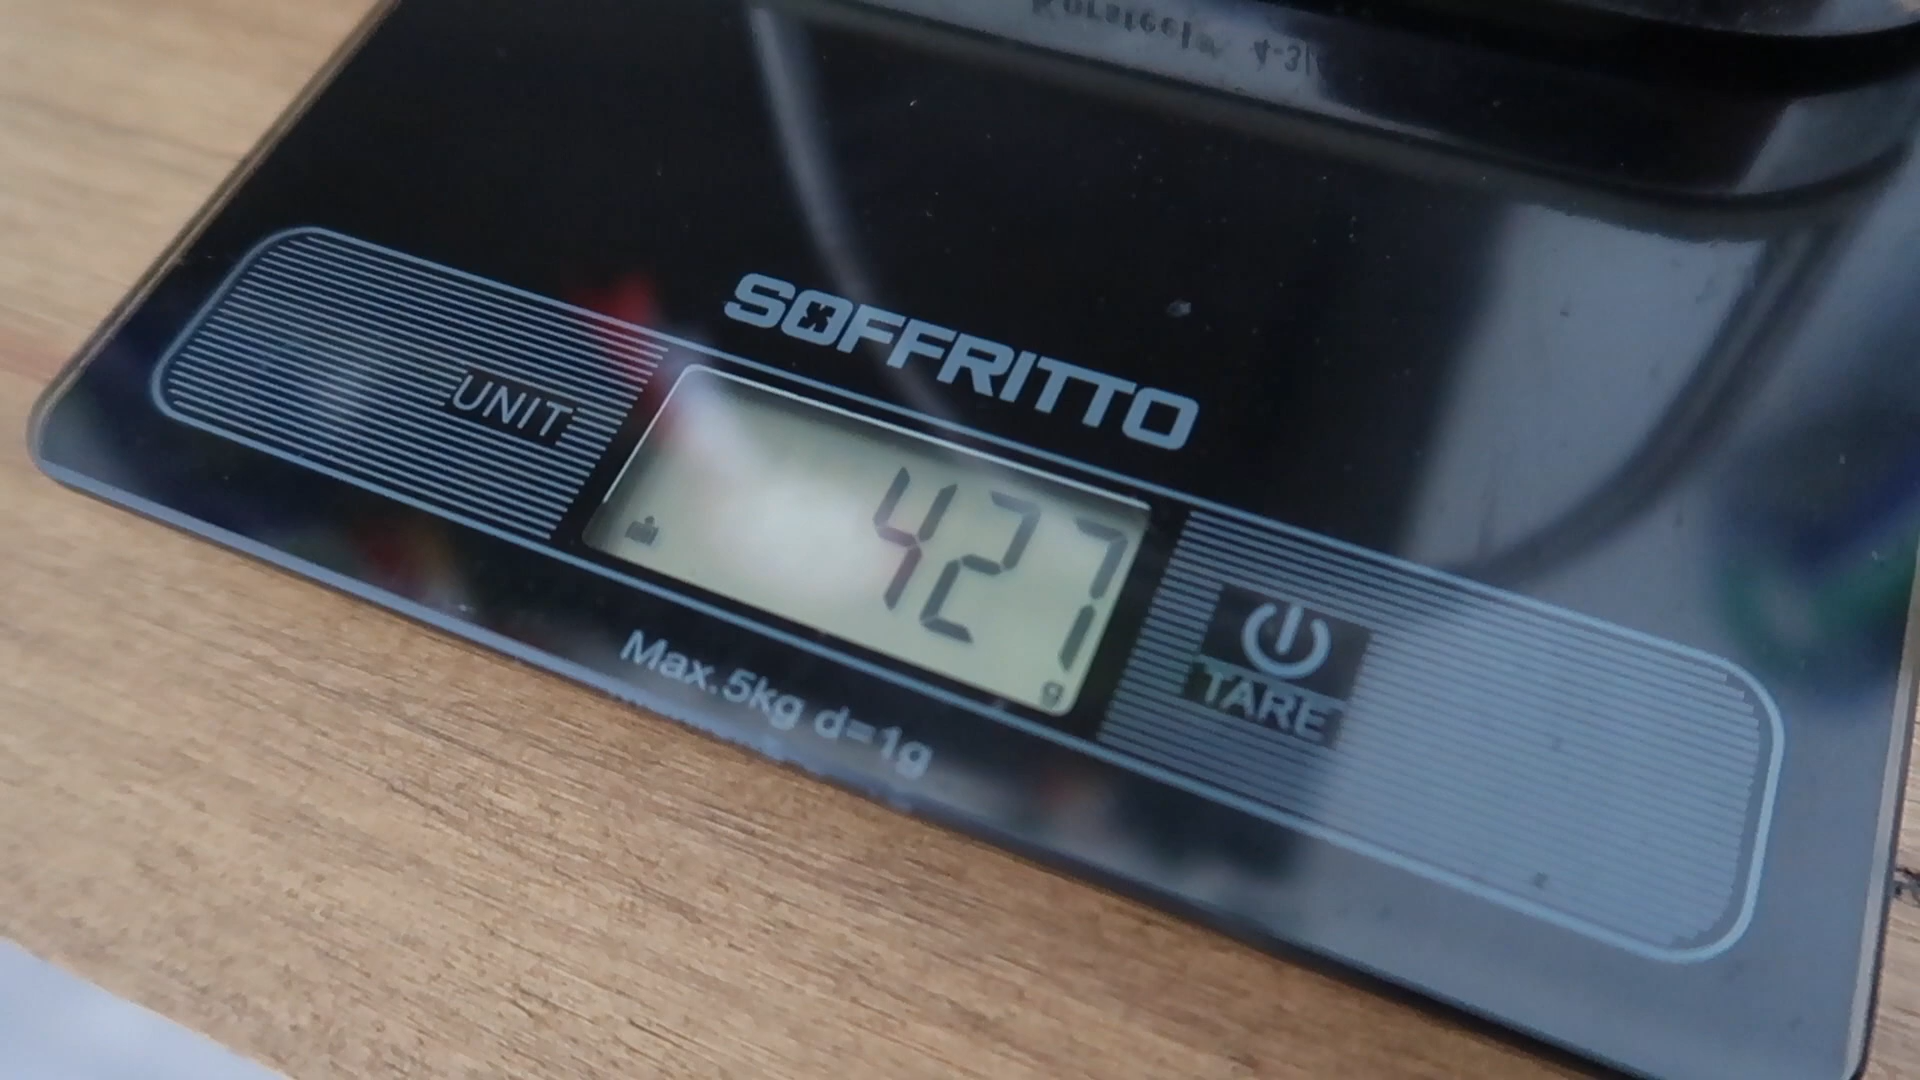 SOFFRITTO
UNIT
427
g
TARE
Max. 5kg d=1g